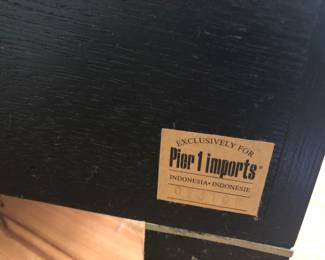 EXCLUSIVELY FOR
Pier 1 imports®
INDONESIA • INDONESIE